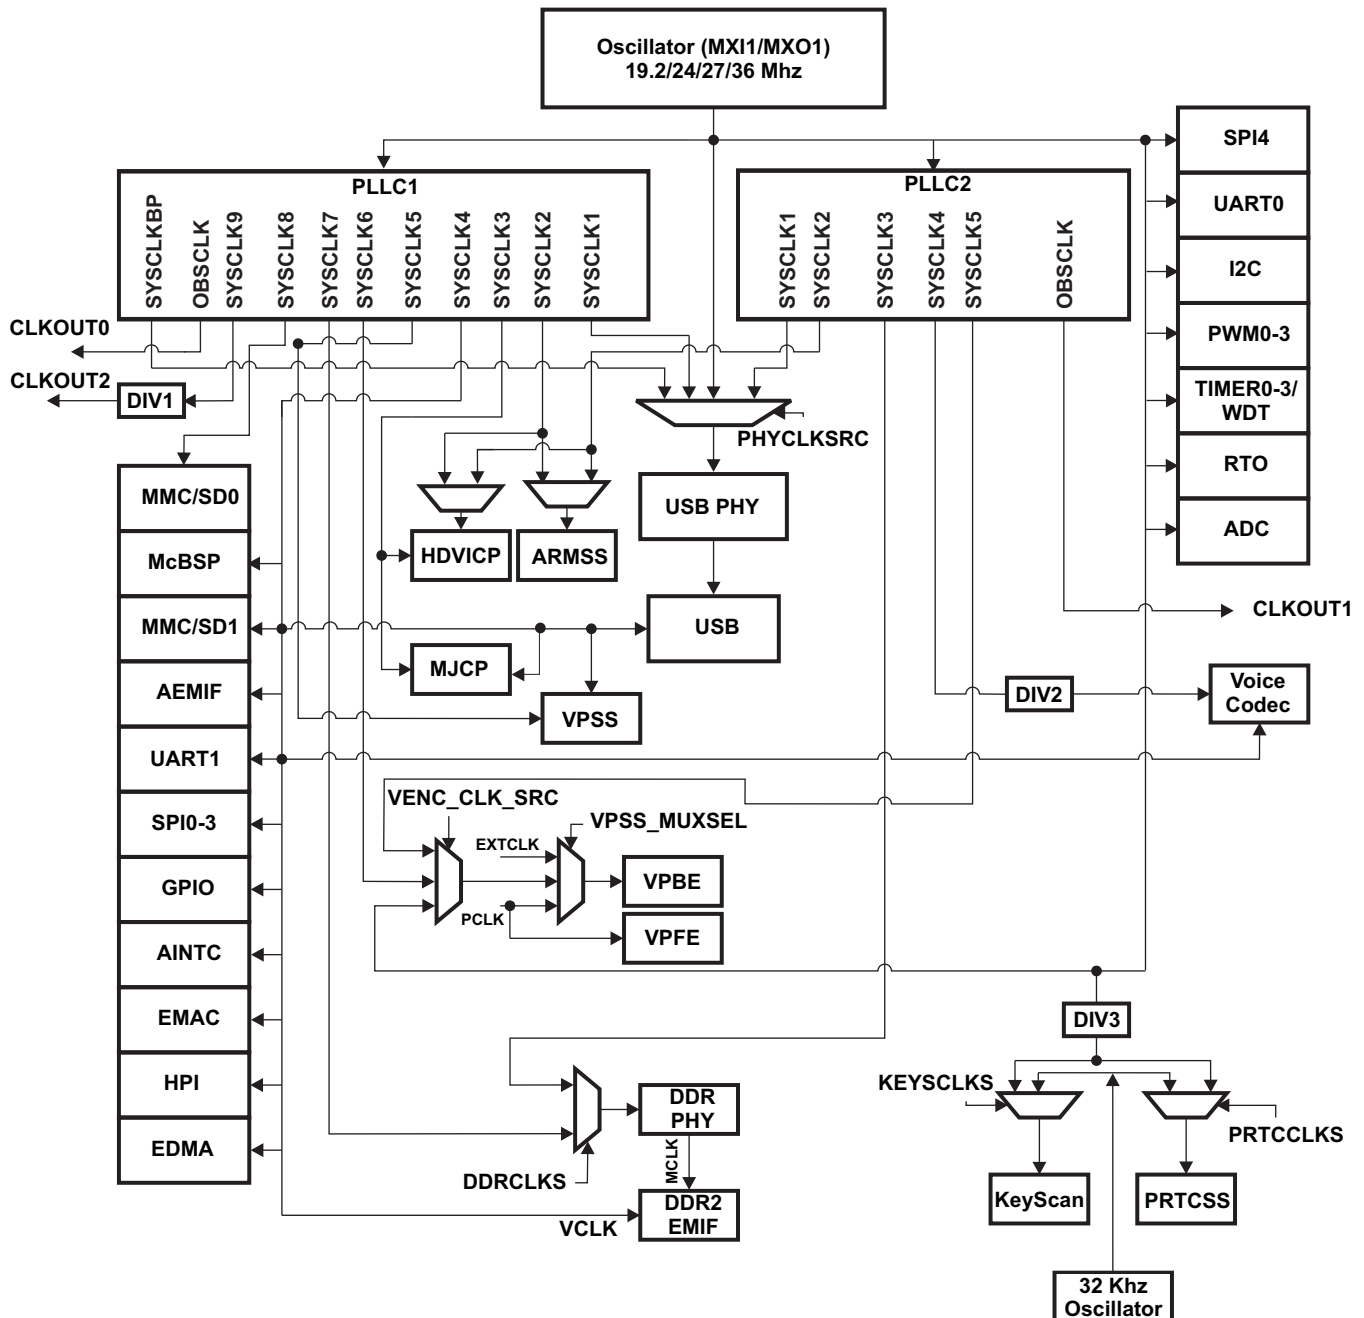 Oscillator (MXI1/MXO1)
19.2/24/27/36 Mhz
PLLC1
SYSCLKBP
OBSCLK
SYSCLK9
SYSCLK8
SYSCLK7
SYSCLK6
SYSCLK5
SYSCLK4
SYSCLK3
SYSCLK2
SYSCLK1
PLLC2
SYSCLK1
SYSCLK2
SYSCLK3
SYSCLK4
SYSCLK5
OBSCLK
SPI4
UART0
I2C
PWM0-3
TIMER0-3/
WDT
RTO
ADC
CLKOUT0
CLKOUT2
DIV1
PHYCLKSRC
MMC/SD0
McBSP
MMC/SD1
AEMIF
UART1
SPI0-3
GPIO
AINTC
EMAC
HPI
EDMA
USB PHY
HDVICP
ARMSS
USB
CLKOUT1
MJCP
VPSS
DIV2
Voice
Codec
VENC_CLK_SRC
VPSS_MUXSEL
EXTCLK
PCLK
VPBE
VPFE
DIV3
KEYSCLKS
PRTCCLKS
DDR
PHY
MCLK
DDRCLKS
DDR2
EMIF
VCLK
KeyScan
PRTCSS
32 Khz
Oscillator